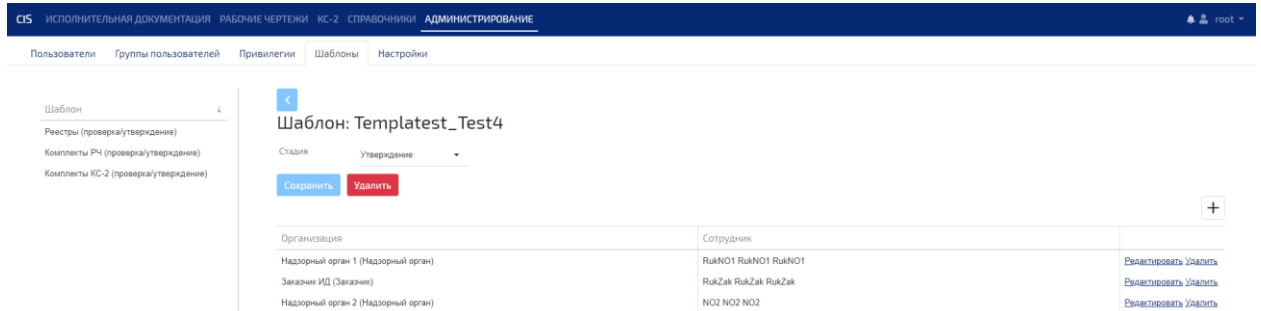 CIS ИСПОЛНИТЕЛЬНАЯ ДОКУМЕНТАЦИЯ РАБОЧИЕ ЧЕРТЕЖИ КС-2 СПРАВОЧНИКИ АДМИНИСТРИРОВАНИЕ root
Пользователи Группы пользователей Привилегии Шаблоны Настройки
Шаблон
Реестры (проверка/утверждение)
Комплекты РЧ (проверка/утверждение)
Комплекты КС-2 (проверка/утверждение)
Шаблон: Templatest_Test4
Стадия Утверждение
Сохранить Удалить
Организация Сотрудник
Надзорный орган 1 (Надзорный орган) RukNO1 RukNO1 RukNO1 Редактировать Удалить
Заказчик ИД (Заказчик) RukZak RukZak RukZak Редактировать Удалить
Надзорный орган 2 (Надзорный орган) NO2 NO2 NO2 Редактировать Удалить